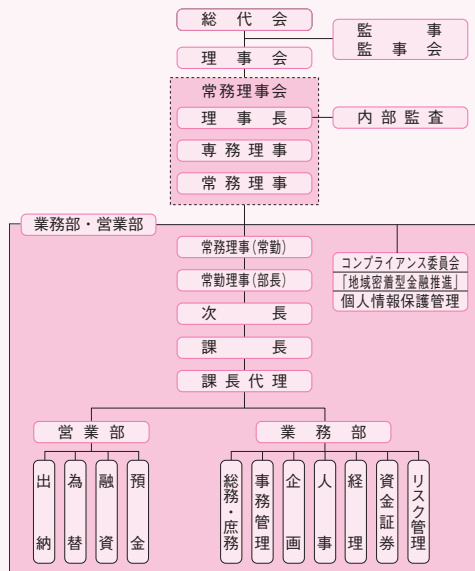 総代会
監事
監事会
理事会
常務理事会
理事長
内部監査
専務理事
常務理事
業務部・営業部
常務理事(常勤)
コンプライアンス委員会
「地域密着型金融推進」
個人情報保護管理
常勤理事(部長)
次長
課長
課長代理
営業部
業務部
出納
為替
融資
預金
総務・庶務
事務管理
企画
人事
経理
資金証券
リスク管理